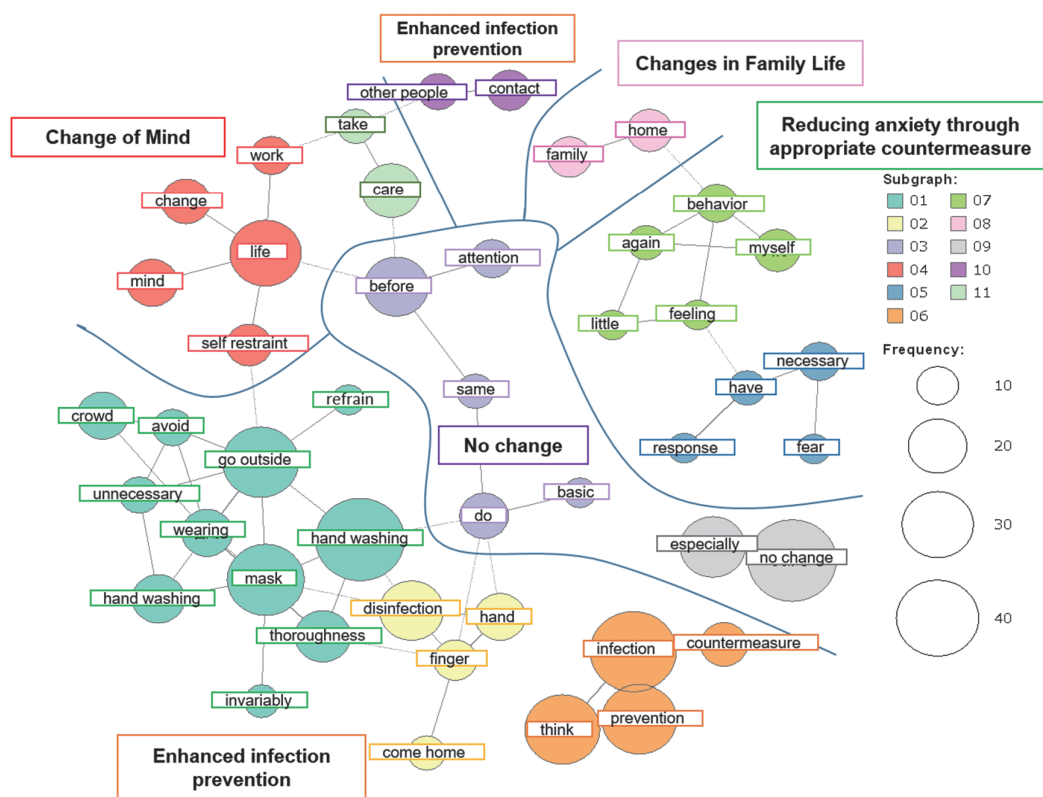 Enhanced infection
prevention
Changes in Family Life
Change of Mind
Reducing anxiety through
appropriate countermeasure
other people
contact
take
work
home
family
care
change
behavior
again
myself
life
attention
mind
before
little
feeling
self restraint
necessary
have
same
refrain
crowd
avoid
go outside
No change
response
fear
unnecessary
basic
do
wearing
hand washing
especially
no change
mask
hand washing
disinfection
hand
thoroughness
finger
infection
countermeasure
invariably
think
prevention
come home
Enhanced infection
prevention
Subgraph:
01
07
02
08
03
09
04
10
05
11
06
Frequency:
10
20
30
40